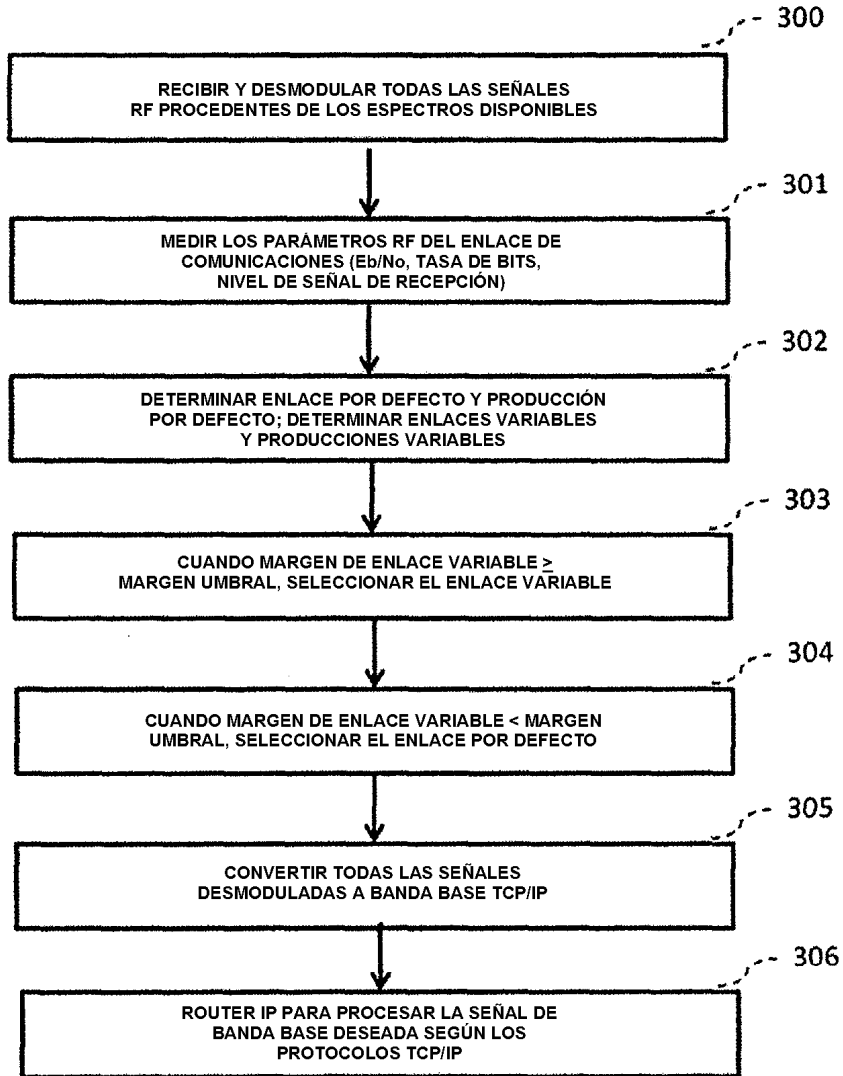 300
RECIBIR Y DESMODULAR TODAS LAS SEÑALES
RF PROCEDENTES DE LOS ESPECTROS DISPONIBLES
301
MEDIR LOS PARÁMETROS RF DEL ENLACE DE
COMUNICACIONES (Eb/No, TASA DE BITS,
NIVEL DE SEÑAL DE RECEPCIÓN)
302
DETERMINAR ENLACE POR DEFECTO Y PRODUCCIÓN
POR DEFECTO; DETERMINAR ENLACES VARIABLES
Y PRODUCCIONES VARIABLES
303
CUANDO MARGEN DE ENLACE VARIABLE ≥
MARGEN UMBRAL, SELECCIONAR EL ENLACE VARIABLE
304
CUANDO MARGEN DE ENLACE VARIABLE < MARGEN
UMBRAL, SELECCIONAR EL ENLACE POR DEFECTO
305
CONVERTIR TODAS LAS SEÑALES
DESMODULADAS A BANDA BASE TCP/IP
306
ROUTER IP PARA PROCESAR LA SEÑAL DE
BANDA BASE DESEADA SEGÚN LOS
PROTOCOLOS TCP/IP